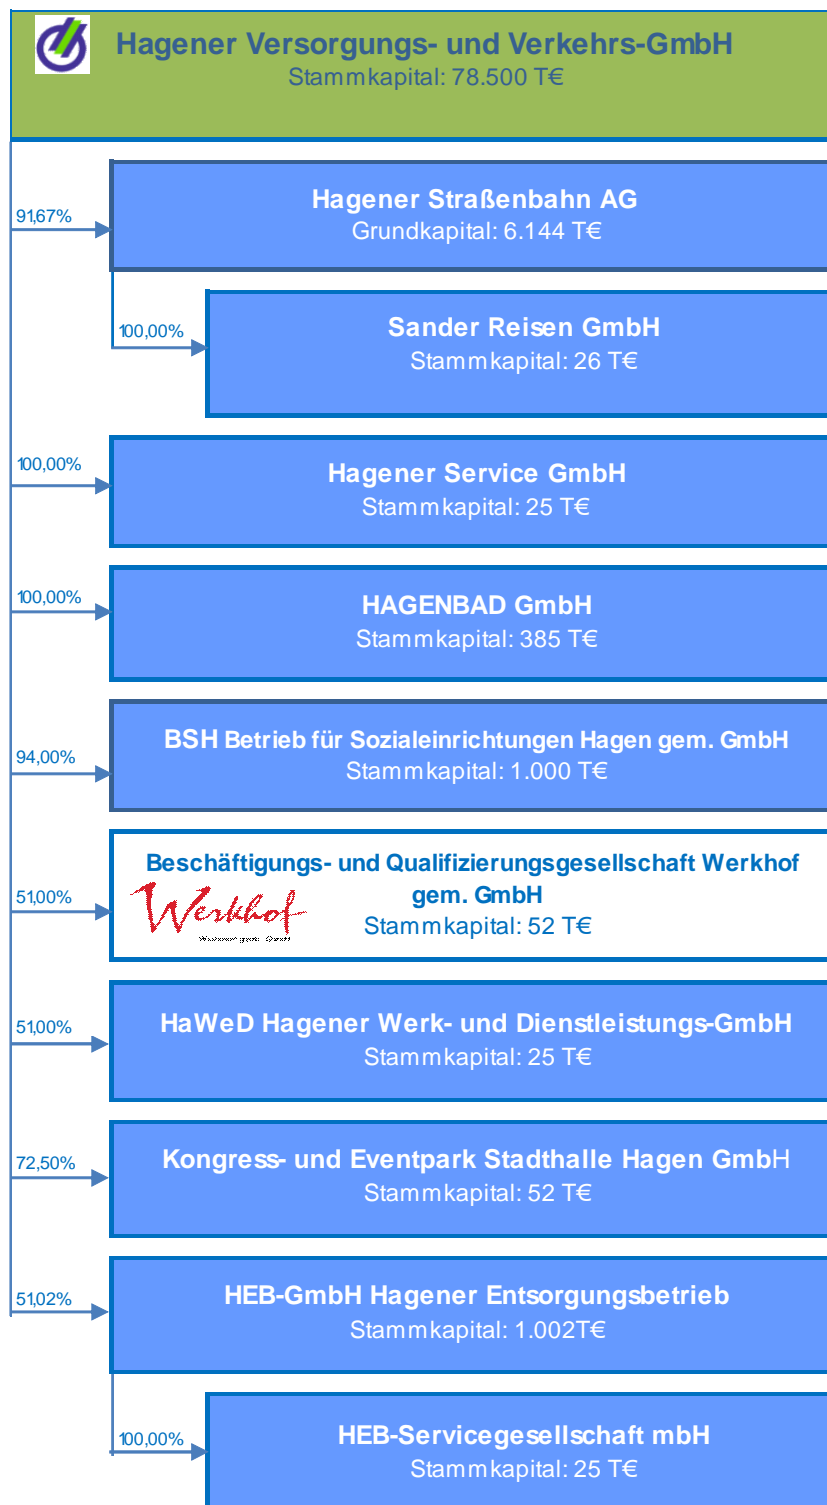 Hagener Versorgungs- und Verkehrs-GmbH
Stammkapital: 78.500 T€
91,67%
Hagener Straßenbahn AG
Grundkapital: 6.144 T€
100,00%
Sander Reisen GmbH
Stammkapital: 26 T€
100,00%
Hagener Service GmbH
Stammkapital: 25 T€
100,00%
HAGENBAD GmbH
Stammkapital: 385 T€
94,00%
BSH Betrieb für Sozialeinrichtungen Hagen gem. GmbH
Stammkapital: 1.000 T€
51,00%
Beschäftigungs- und Qualifizierungsgesellschaft Werkhof
gem. GmbH
Werkhof
Stammkapital: 52 T€
51,00%
HaWeD Hagener Werk- und Dienstleistungs-GmbH
Stammkapital: 25 T€
72,50%
Kongress- und Eventpark Stadthalle Hagen GmbH
Stammkapital: 52 T€
51,02%
HEB-GmbH Hagener Entsorgungsbetrieb
Stammkapital: 1.002T€
100,00%
HEB-Servicegesellschaft mbH
Stammkapital: 25 T€